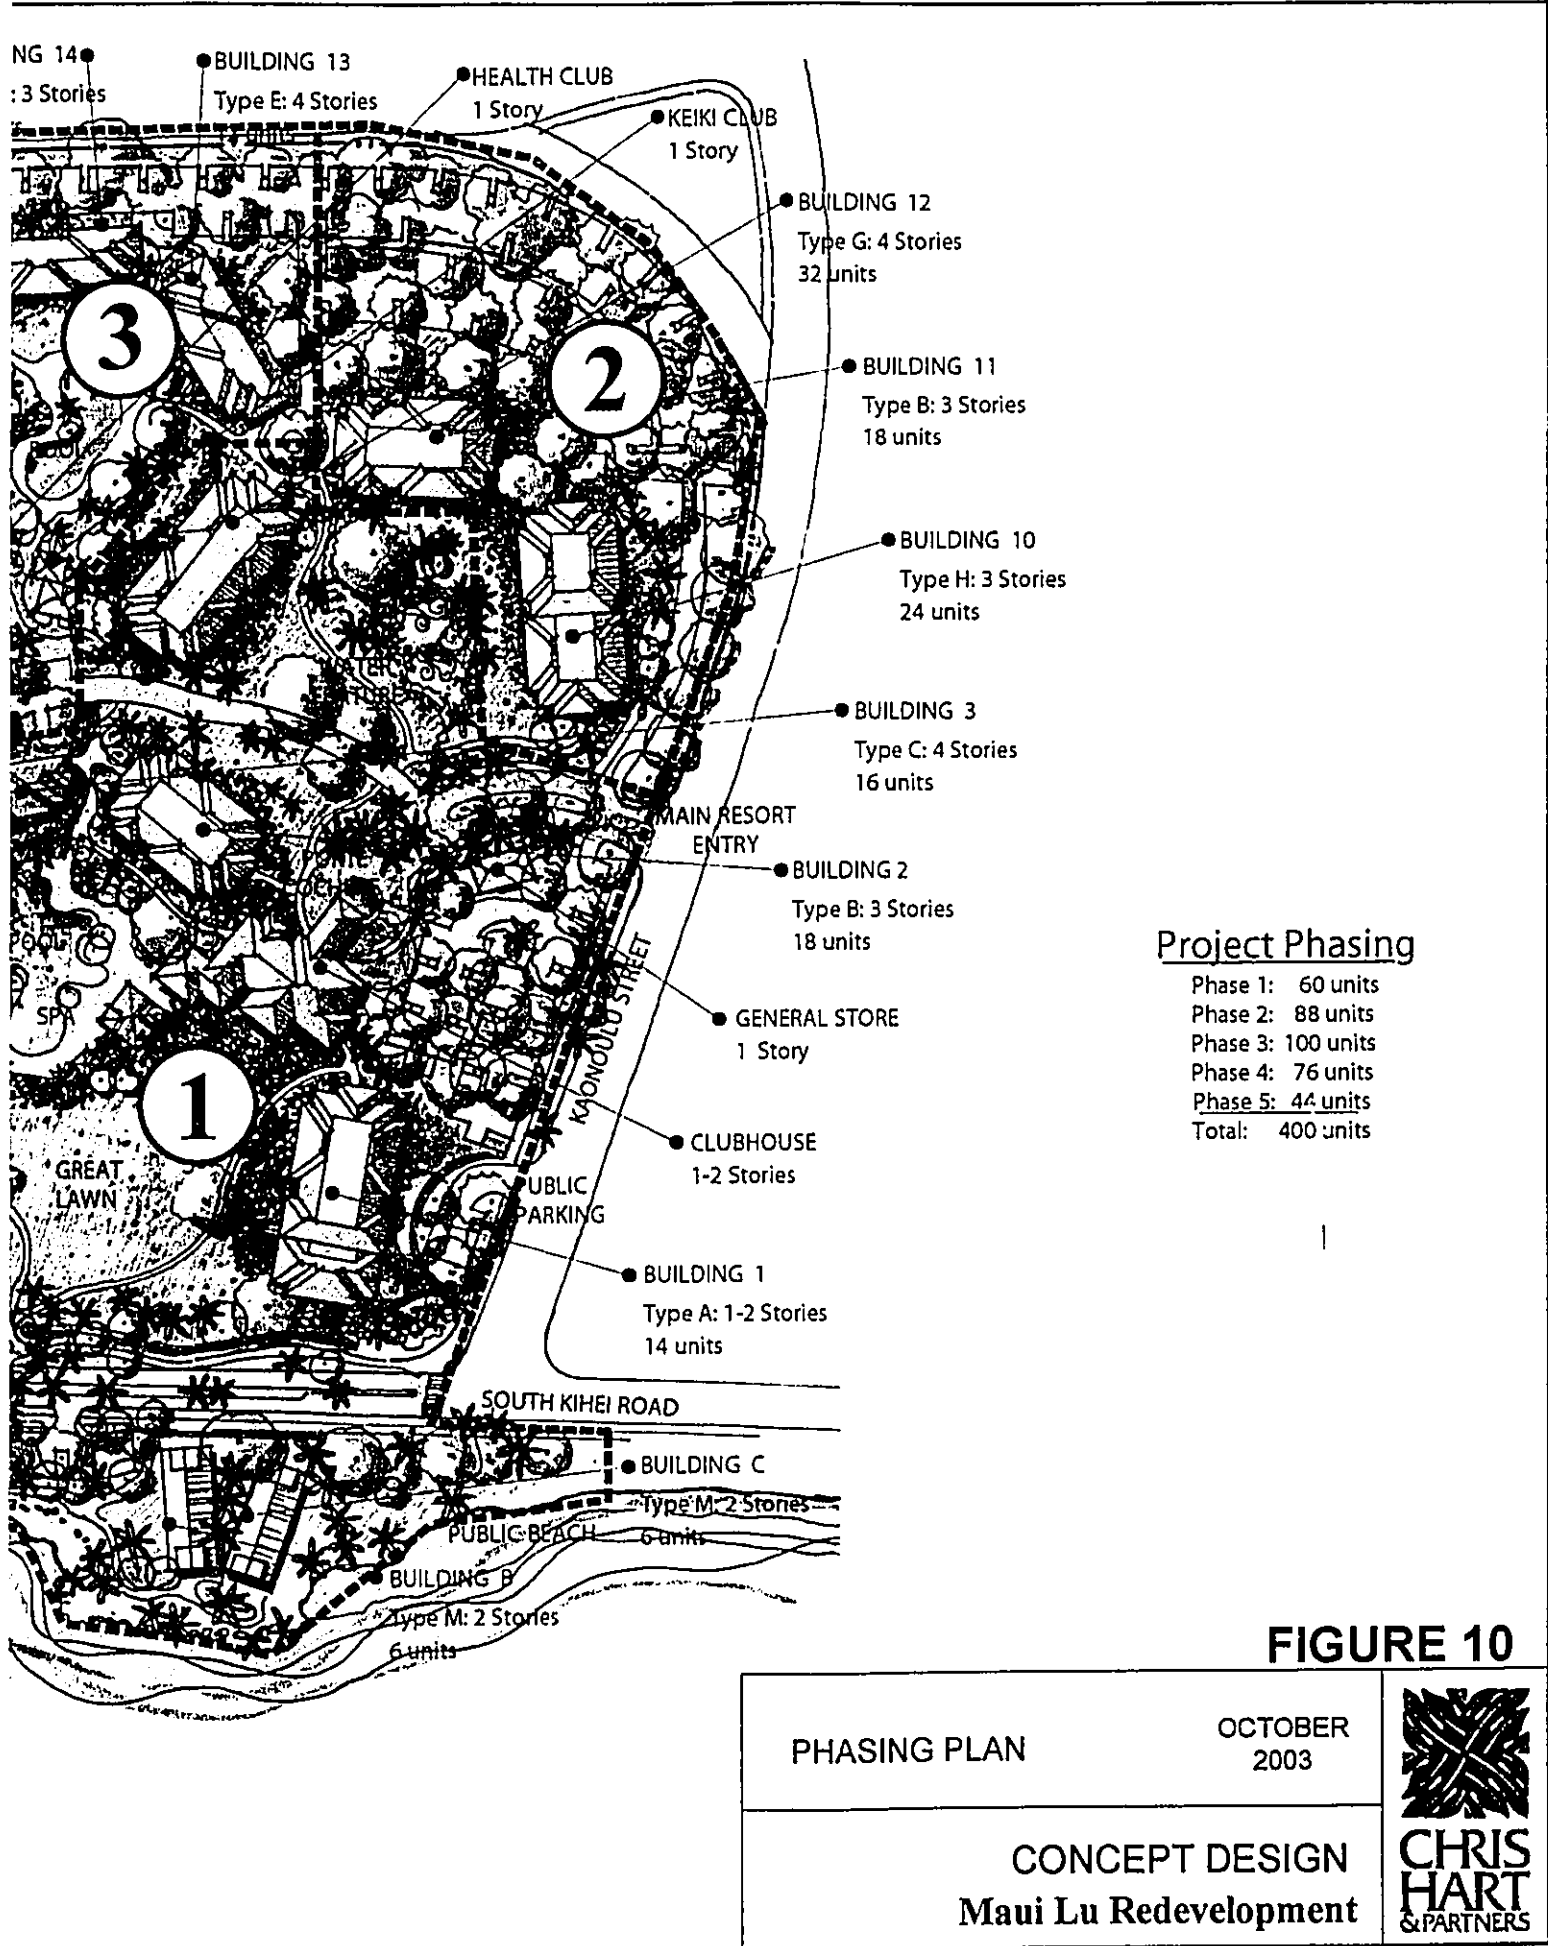 NG 14
: 3 Stories
BUILDING 13
Type E: 4 Stories
units
HEALTH CLUB
1 Story
KEIKI CLUB
1 Story
BUILDING 12
Type G: 4 Stories
32 units
3
2
BUILDING 11
Type B: 3 Stories
18 units
POOL
BUILDING 10
Type H: 3 Stories
24 units
BUILDING 3
Type C: 4 Stories
16 units
MAIN RESORT
ENTRY
BUILDING 2
Type B: 3 Stories
18 units
POOL
SPA
KAONOULU STREET
GENERAL STORE
1 Story
1
CLUBHOUSE
1-2 Stories
GREAT
LAWN
UBLIC
PARKING
BUILDING 1
Type A: 1-2 Stories
14 units
SOUTH KIHEI ROAD
BUILDING C
Type M: 2 Stories
6 units
PUBLIC BEACH
BUILDING B
Type M: 2 Stories
6 units
Project Phasing
Phase 1: 60 units
Phase 2: 88 units
Phase 3: 100 units
Phase 4: 76 units
Phase 5: 44 units
Total: 400 units
FIGURE 10
PHASING PLAN
OCTOBER
2003
CONCEPT DESIGN
Maui Lu Redevelopment
CHRIS
HART
& PARTNERS